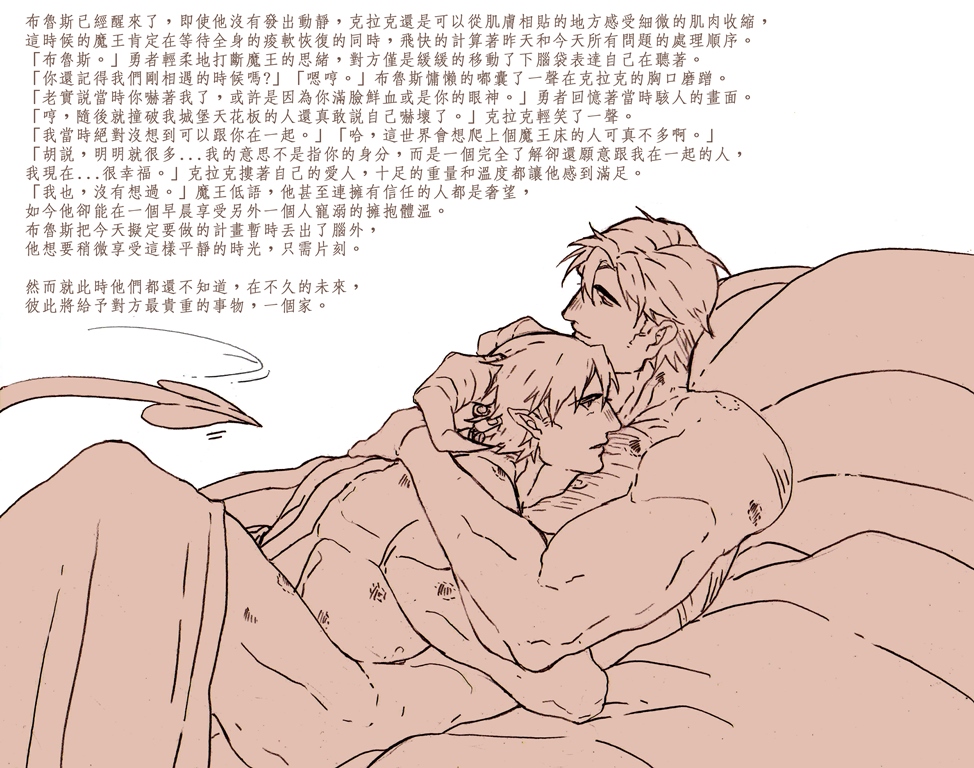 布魯斯已經醒來了，即使他沒有發出動靜，克拉克還是可以從肌膚相貼的地方感受細微的肌肉收縮，
這時候的魔王肯定在等待全身的痠軟恢復的同時，飛快的計算著昨天和今天所有問題的處理順序。
「布魯斯。」勇者輕柔地打斷魔王的思緒，對方僅是緩緩的移動了下腦袋表達自己在聽著。
「你還記得我們剛相遇的時候嗎?」「嗯哼。」布魯斯慵懶的嘟囊了一聲在克拉克的胸口磨蹭。
「老實説當時你嚇著我了，或許是因為你滿臉鮮血或是你的眼神。」勇者回憶著當時駭人的畫面。
「哼，隨後就撞破我城堡天花板的人還真敢説自己嚇壞了。」克拉克輕笑了一聲。
「我當時絕對沒想到可以跟你在一起。」「哈，這世界會想爬上個魔王床的人可真不多啊。」
「胡説，明明就很多...我的意思不是指你的身分，而是一個完全了解卻還願意跟我在一起的人，
我現在...很幸福。」克拉克摟著自己的愛人，十足的重量和溫度都讓他感到滿足。
「我也，沒有想過。」魔王低語，他甚至連擁有信任的人都是奢望，
如今他卻能在一個早晨享受另外一個人寵溺的擁抱體溫。
布魯斯把今天擬定要做的計畫暫時丟出了腦外，
他想要稍微享受這樣平靜的時光，只需片刻。
然而就此時他們都還不知道，在不久的未來，
彼此將給予對方最貴重的事物，一個家。